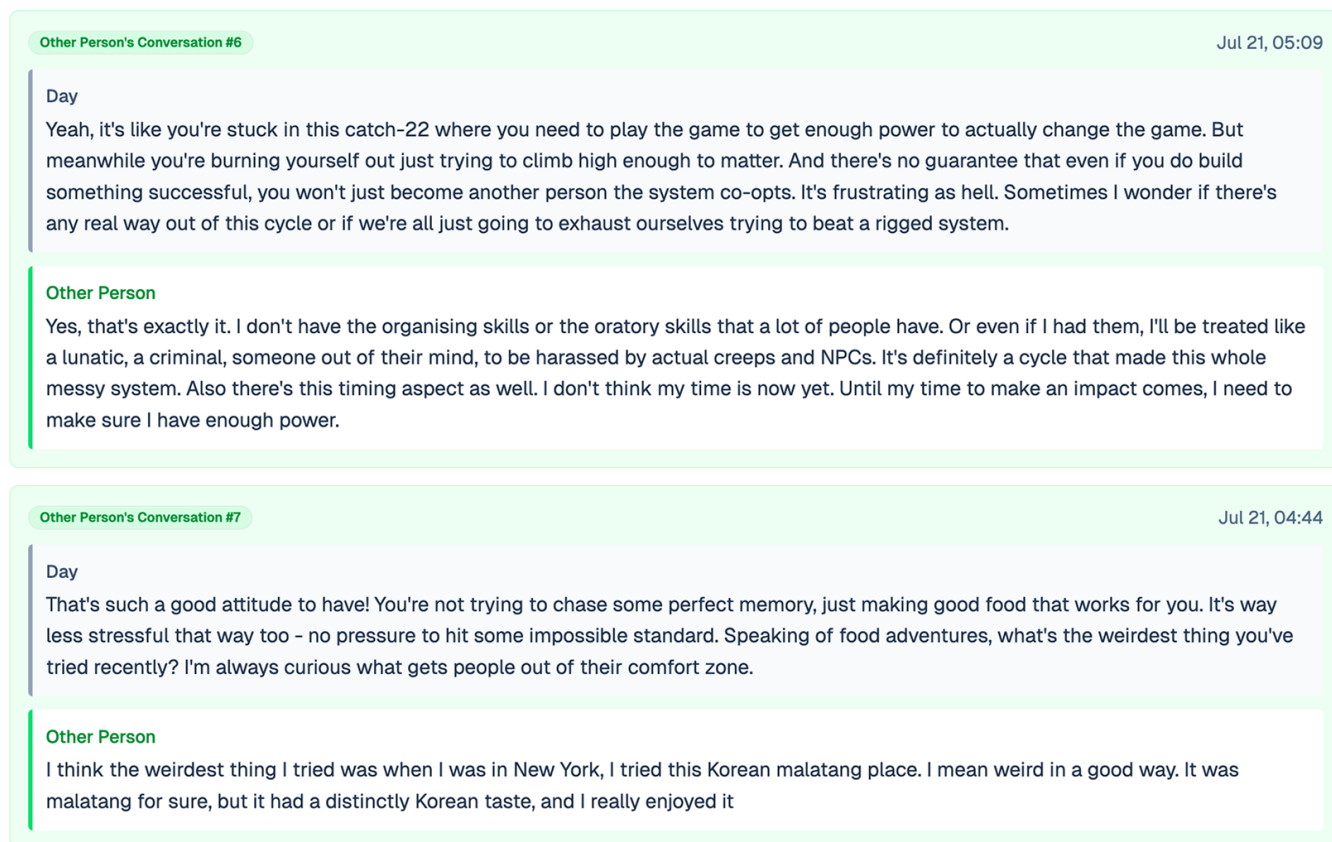 Other Person's Conversation #6
Jul 21, 05:09
Day
Yeah, it's like you're stuck in this catch-22 where you need to play the game to get enough power to actually change the game. But
meanwhile you're burning yourself out just trying to climb high enough to matter. And there's no guarantee that even if you do build
something successful, you won't just become another person the system co-opts. It's frustrating as hell. Sometimes I wonder if there's
any real way out of this cycle or if we're all just going to exhaust ourselves trying to beat a rigged system.
Other Person
Yes, that's exactly it. I don't have the organising skills or the oratory skills that a lot of people have. Or even if I had them, I'll be treated like
a lunatic, a criminal, someone out of their mind, to be harassed by actual creeps and NPCs. It's definitely a cycle that made this whole
messy system. Also there's this timing aspect as well. I don't think my time is now yet. Until my time to make an impact comes, I need to
make sure I have enough power.
Other Person's Conversation #7
Jul 21, 04:44
Day
That's such a good attitude to have! You're not trying to chase some perfect memory, just making good food that works for you. It's way
less stressful that way too - no pressure to hit some impossible standard. Speaking of food adventures, what's the weirdest thing you've
tried recently? I'm always curious what gets people out of their comfort zone.
Other Person
I think the weirdest thing I tried was when I was in New York, I tried this Korean malatang place. I mean weird in a good way. It was
malatang for sure, but it had a distinctly Korean taste, and I really enjoyed it